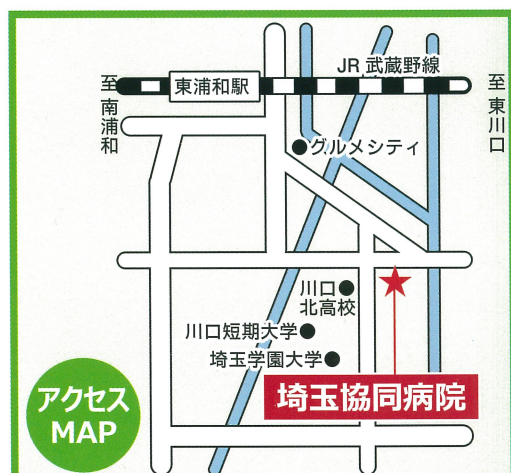 JR 武蔵野線
至 南浦和
東浦和駅
至 東川口
グルメシティ
川口
北高校
川口短期大学
埼玉学園大学
埼玉協同病院
アクセス
MAP